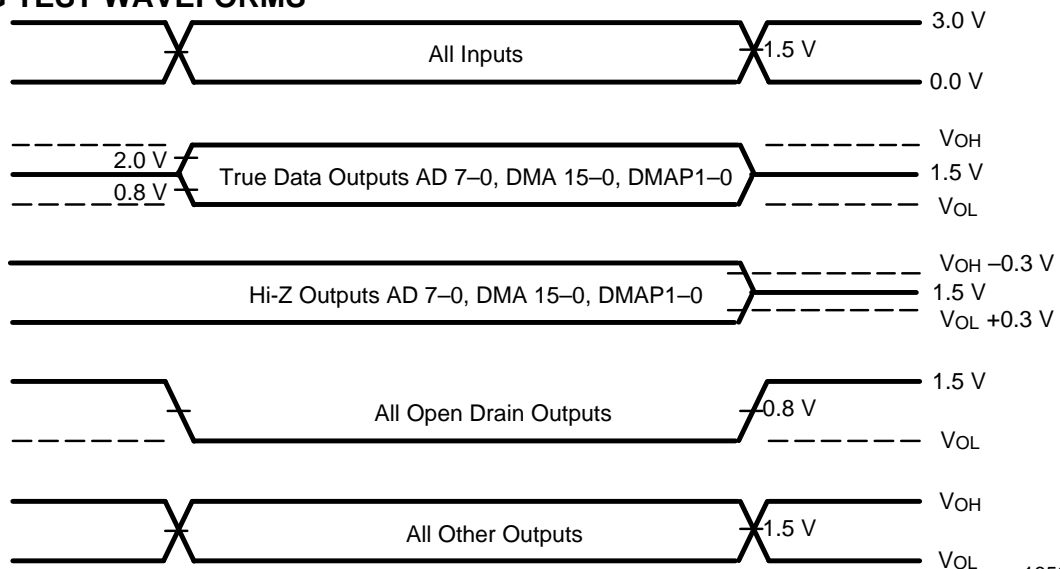 TEST WAVEFORMS
3.0 V
All Inputs
1.5 V
0.0 V
VOH
2.0 V
True Data Outputs AD 7–0, DMA 15–0, DMAP1–0
1.5 V
0.8 V
VOL
VOH –0.3 V
Hi-Z Outputs AD 7–0, DMA 15–0, DMAP1–0
1.5 V
VOL +0.3 V
1.5 V
All Open Drain Outputs
0.8 V
VOL
VOH
All Other Outputs
1.5 V
VOL